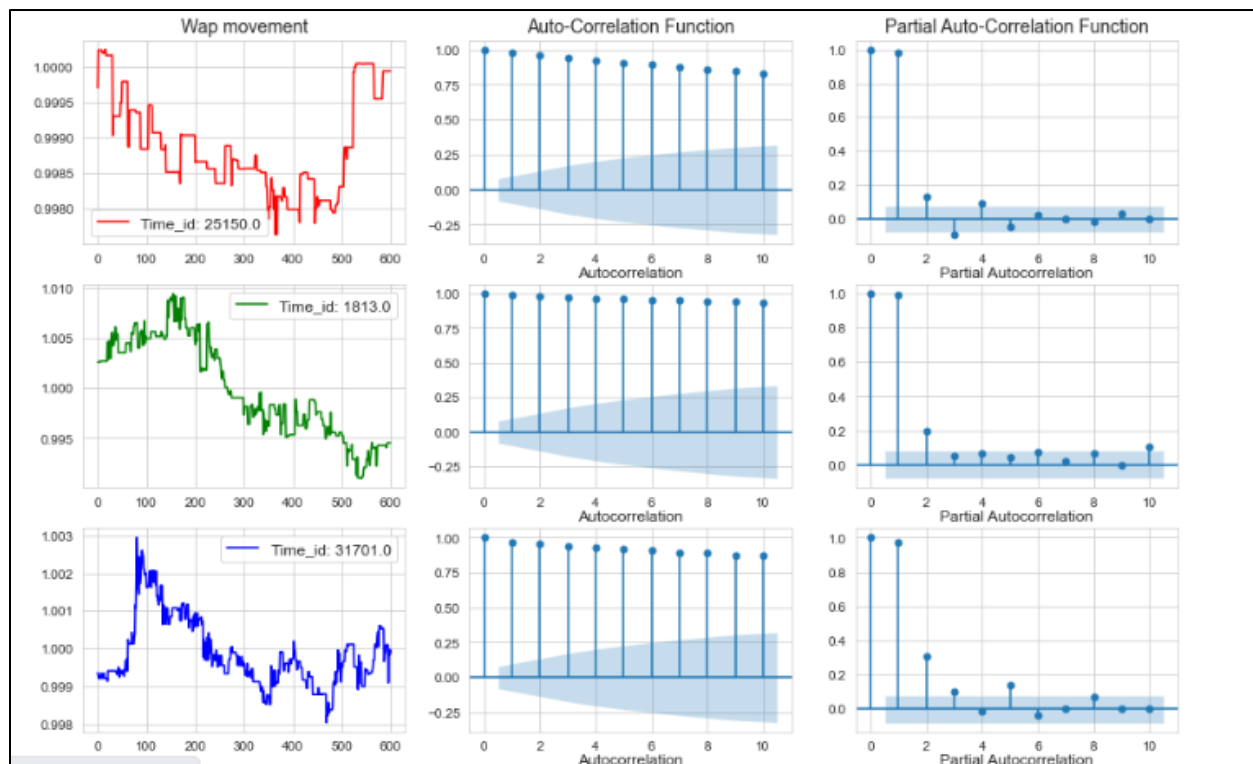 Wap movement
Auto-Correlation Function
Partial Auto-Correlation Function
1.0000
0.9995
0.9990
0.9985
0.9980
Time_id: 25150.0
0 100 200 300 400 500 600
1.00
0.75
0.50
0.25
0.00
−0.25
0 2 4 6 8 10
Autocorrelation
1.0
0.8
0.6
0.4
0.2
0.0
0 2 4 6 8 10
Partial Autocorrelation
1.010
1.005
1.000
0.995
Time_id: 1813.0
0 100 200 300 400 500 600
1.00
0.75
0.50
0.25
0.00
−0.25
0 2 4 6 8 10
Autocorrelation
1.0
0.8
0.6
0.4
0.2
0.0
0 2 4 6 8 10
Partial Autocorrelation
1.003
1.002
1.001
1.000
0.999
0.998
Time_id: 31701.0
0 100 200 300 400 500 600
1.00
0.75
0.50
0.25
0.00
−0.25
0 2 4 6 8 10
Autocorrelation
1.0
0.8
0.6
0.4
0.2
0.0
0 2 4 6 8 10
Partial Autocorrelation